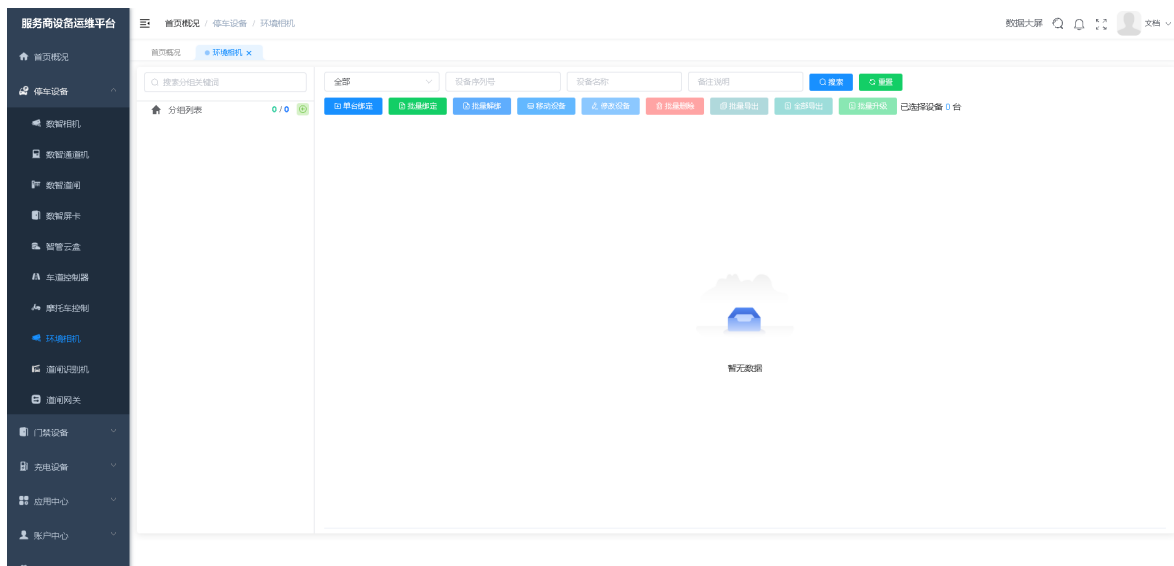 服务商设备运维平台
首页概况 / 停车设备 / 环境相机
数据大屏
文档
首页概况
环境相机 ×
首页概况
停车设备
数智相机
数智通道机
数智道闸
数智屏卡
智管云盒
车道控制器
摩托车控制
环境相机
道闸识别机
道闸网关
门禁设备
充电设备
应用中心
账户中心
搜索分组关键词
分组列表 0 / 0
全部 设备序列号 设备名称 备注说明 搜索 重置
单台绑定 批量绑定 批量解绑 移动设备 修改设备 批量删除 批量导出 全部导出 批量升级 已选择设备 0 台
暂无数据